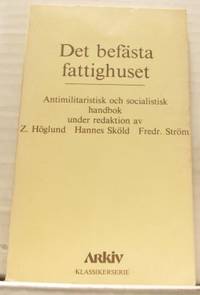 Det befästa
fattighuset
Antimilitaristisk och socialistisk
handbok
under redaktion av
Z. Höglund Hannes Sköld Fredr. Ström
Arkiv
KLASSIKERSERIE